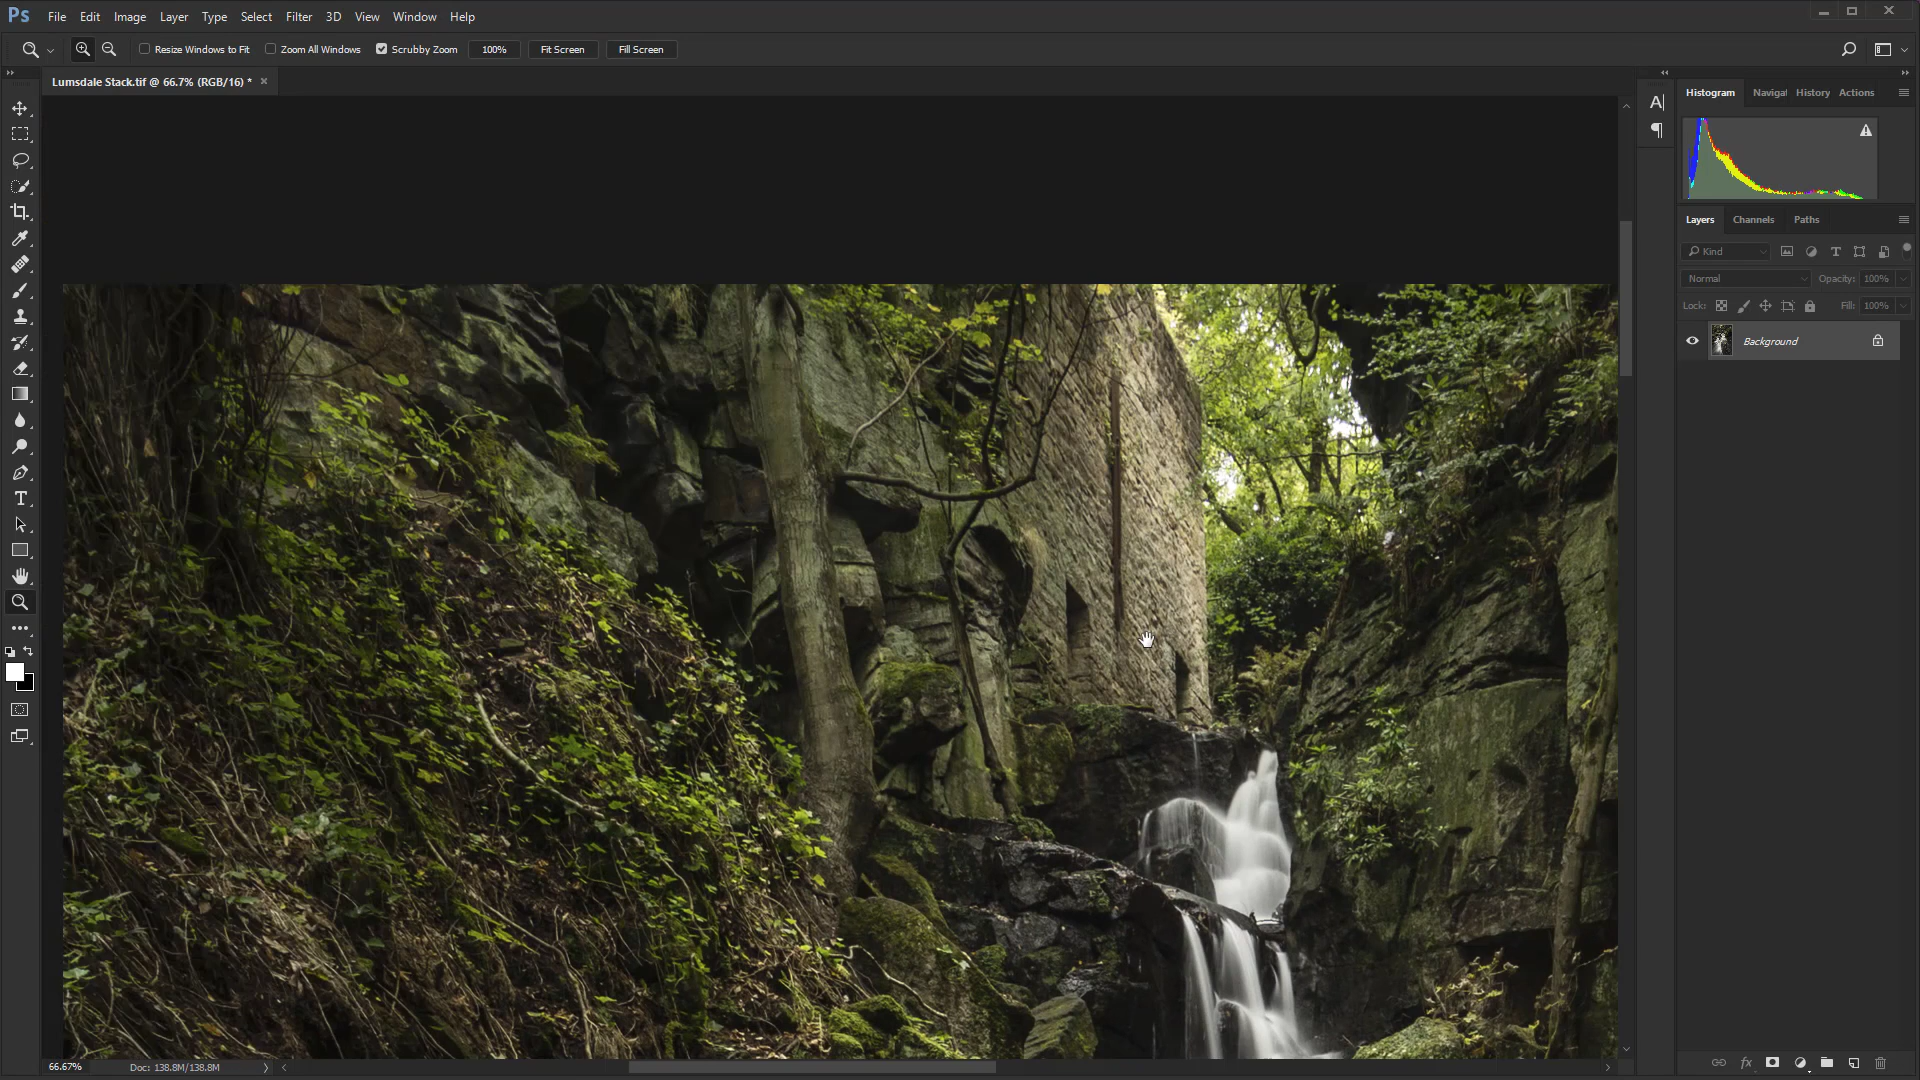 Ps File Edit Image Layer Type Select Filter 3D View Window Help
Resize Windows to Fit Zoom All Windows Scrubby Zoom 100% Fit Screen Fill Screen
Lumsdale Stack.tif @ 66.7% (RGB/16) *
Histogram Navigat History Actions
Layers Channels Paths
Kind
Normal Opacity: 100%
Lock: Fill: 100%
Background
66.67% Doc: 138.8M/138.8M
fx